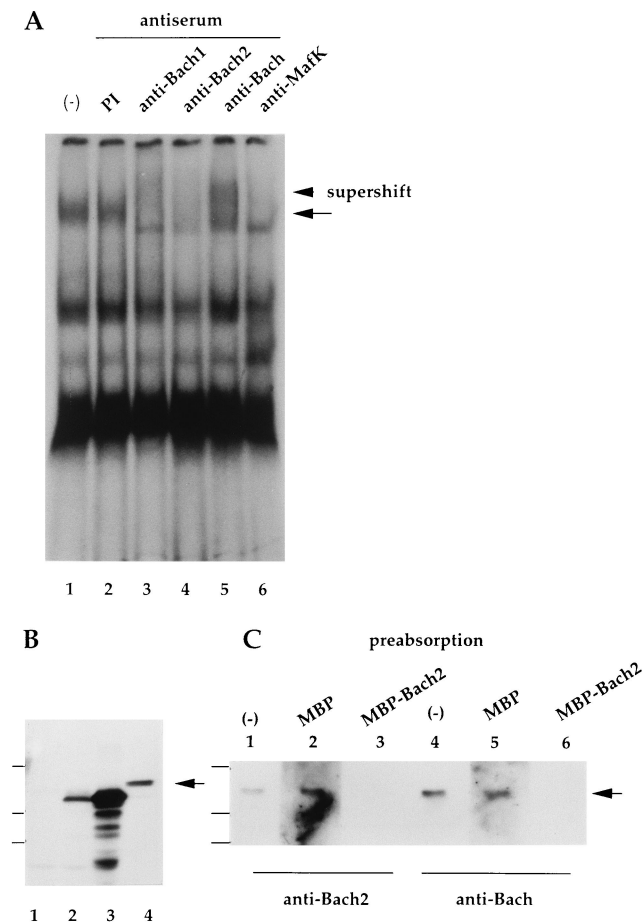 A
antiserum
(-) PI anti-Bach1 anti-Bach2 anti-Bach anti-MafK
supershift
1 2 3 4 5 6
B
C
preabsorption
(-) MBP MBP-Bach2 (-) MBP MBP-Bach2
1 2 3 4 5 6
1 2 3 4
anti-Bach2 anti-Bach